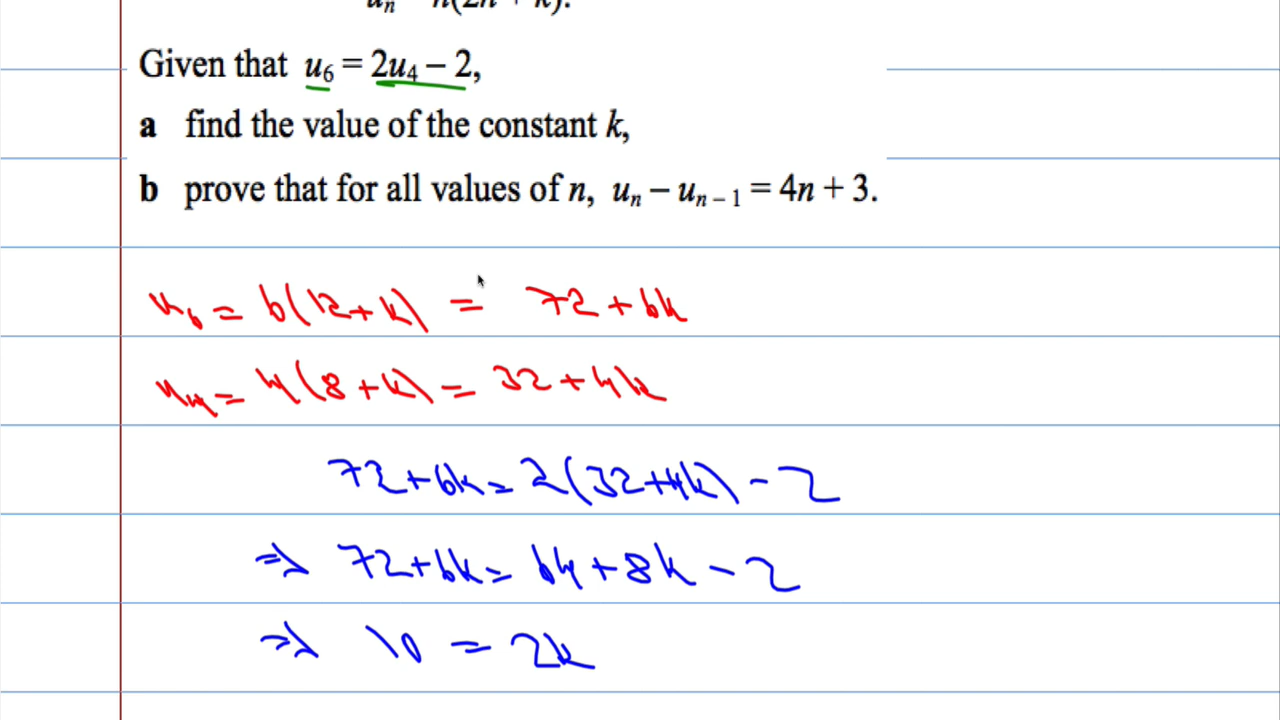 uₙ = n(2n + k).
Given that u₆ = 2u₄ – 2,
a find the value of the constant k,
b prove that for all values of n, uₙ – uₙ₋₁ = 4n + 3.
u₆ = 6(12+k) = 72+6k
u₄ = 4(8+k) = 32+4k
72+6k = 2(32+4k) - 2
⇒ 72+6k = 64+8k - 2
⇒ 10 = 2k